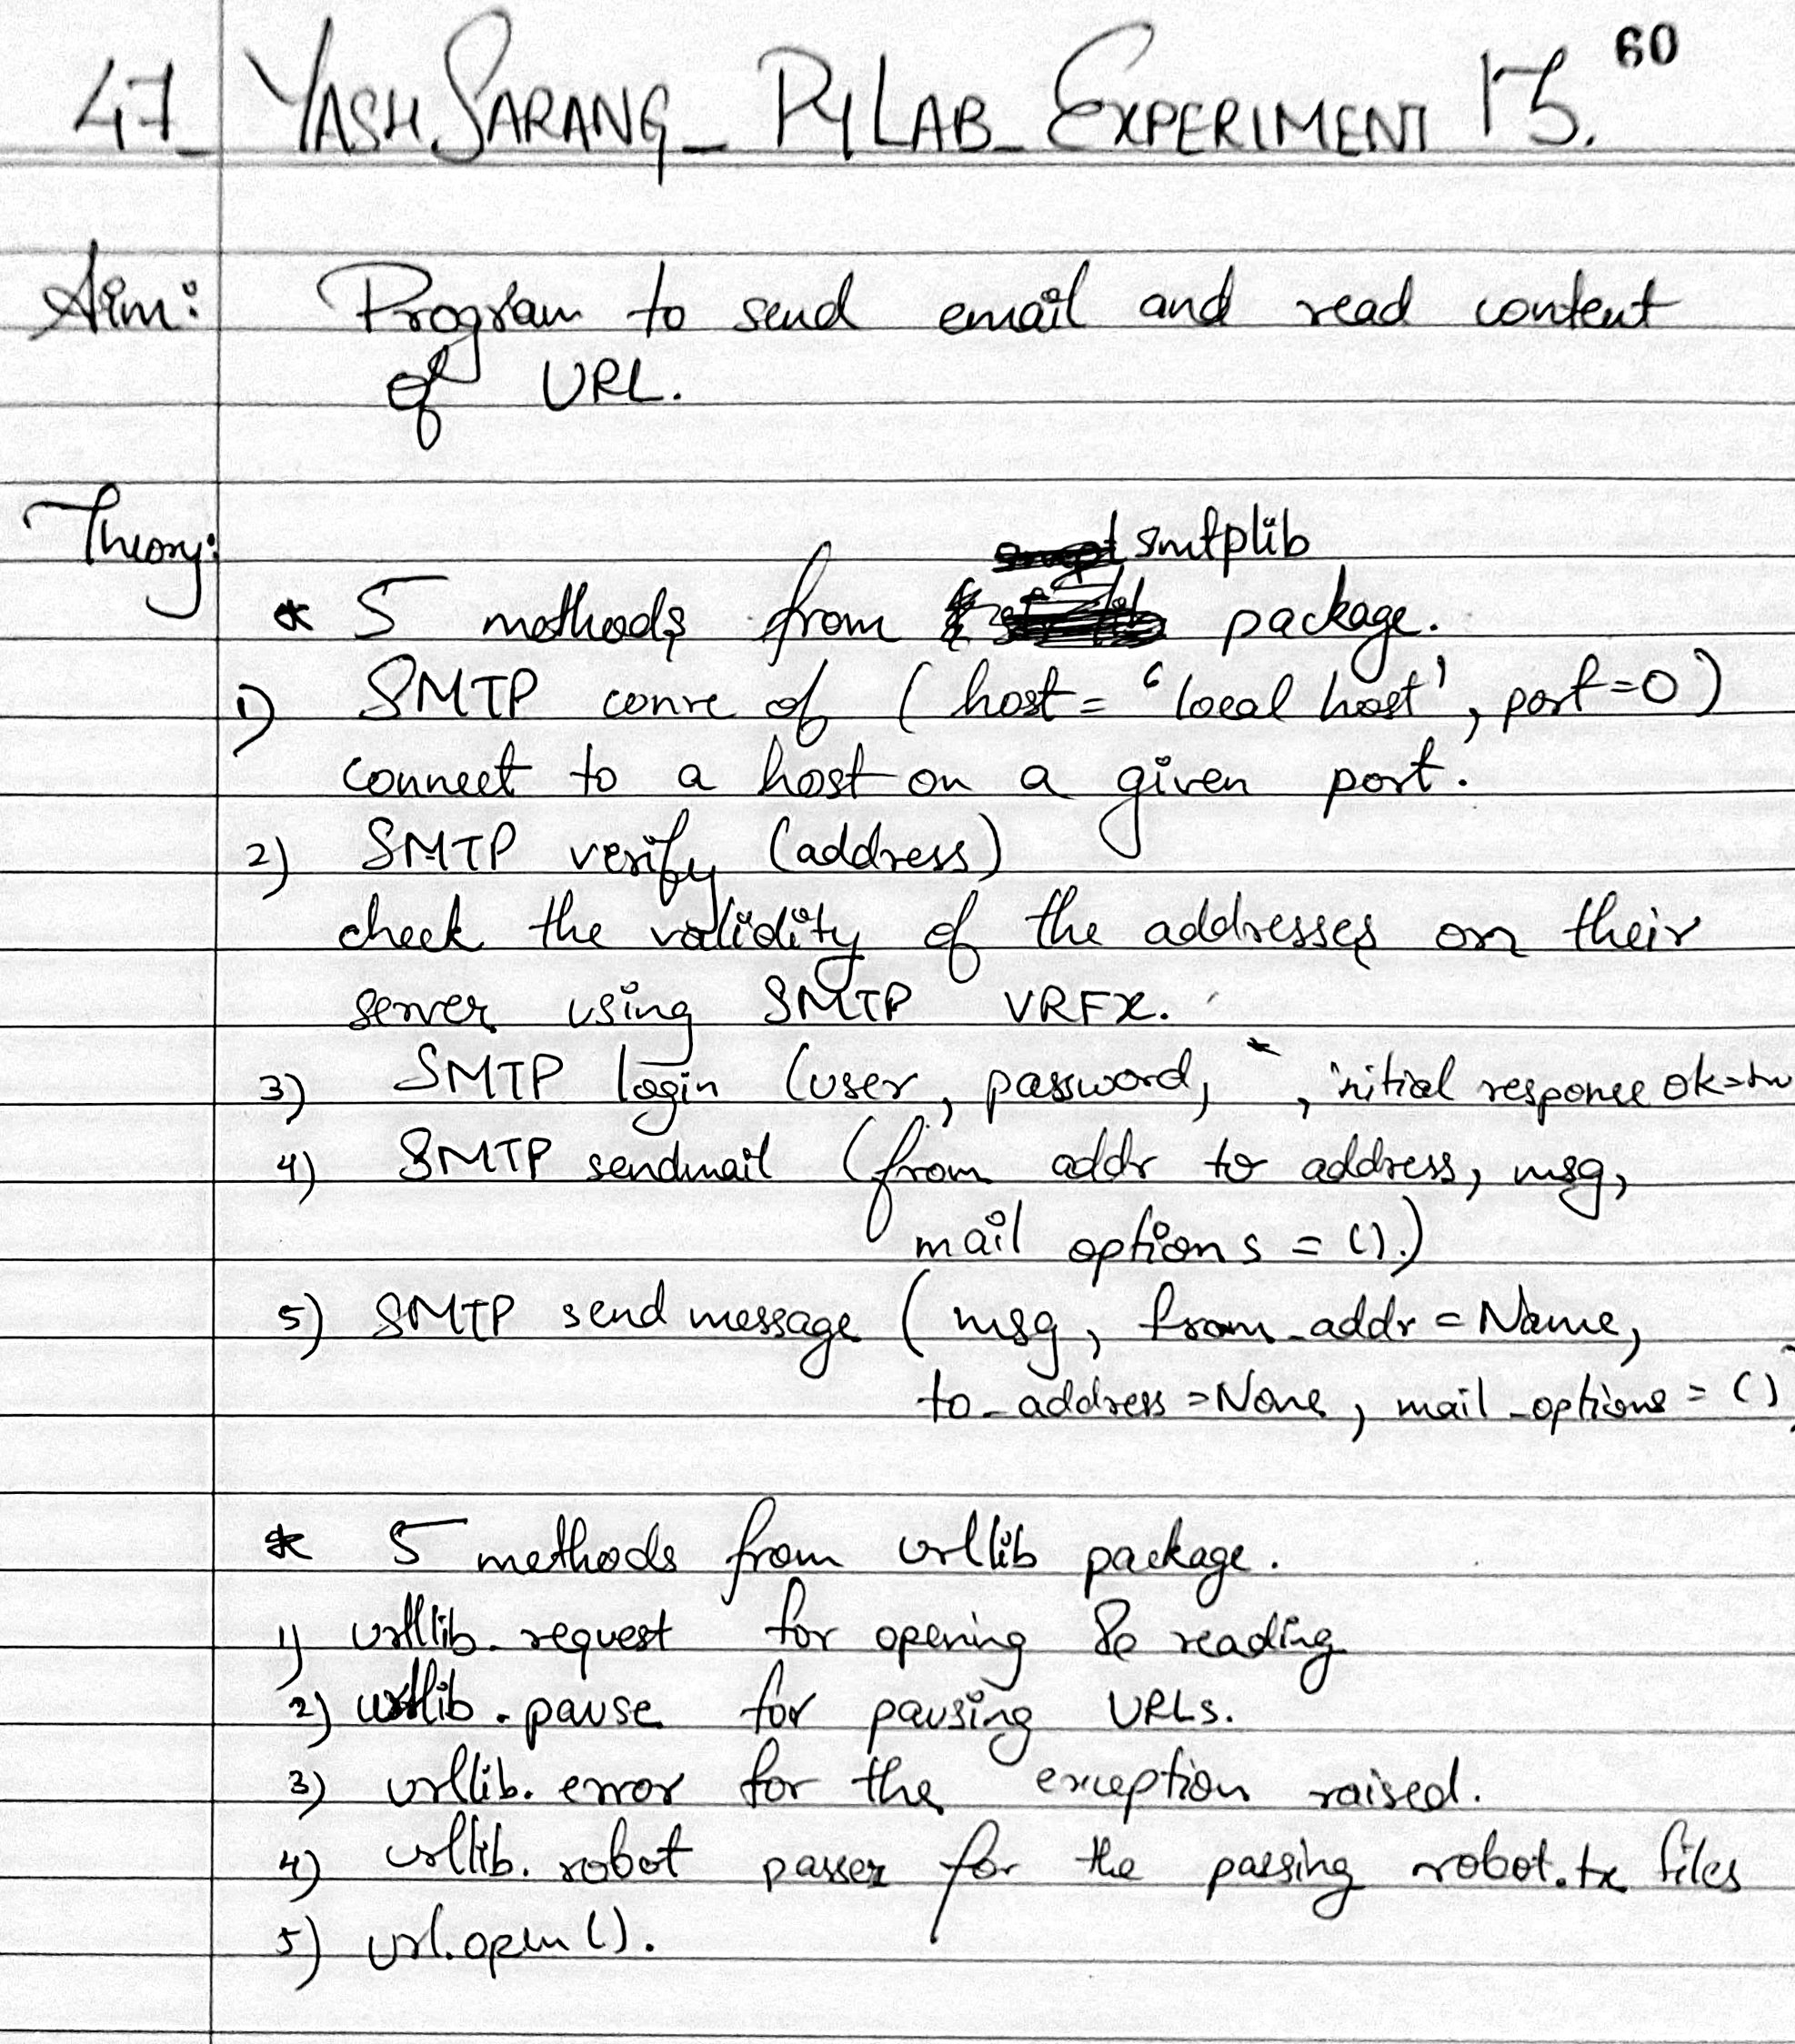 60
47_YASH SARANG_PYLAB_EXPERIMENT 15.
Aim: Program to send email and read content
of URL.
Theory:
smtplib
* 5 methods from package.
1) SMTP conre of (host = 'local host', port=0)
connect to a host on a given port.
2) SMTP verify (address)
check the validity of the addresses on their
server using SMTP VRFX.
3) SMTP login (user, password, *, initial response ok=tru
4) SMTP sendmail (from addr to address, msg,
mail options = ().)
5) SMTP send message (msg, from_addr = Name,
to_address = None, mail_options = ()
* 5 methods from urllib package.
1) urllib.request for opening & reading
2) urllib.pause for pausing URLs.
3) urllib.error for the exception raised.
4) urllib.robot passer for the passing robot.tx files
5) url.open().